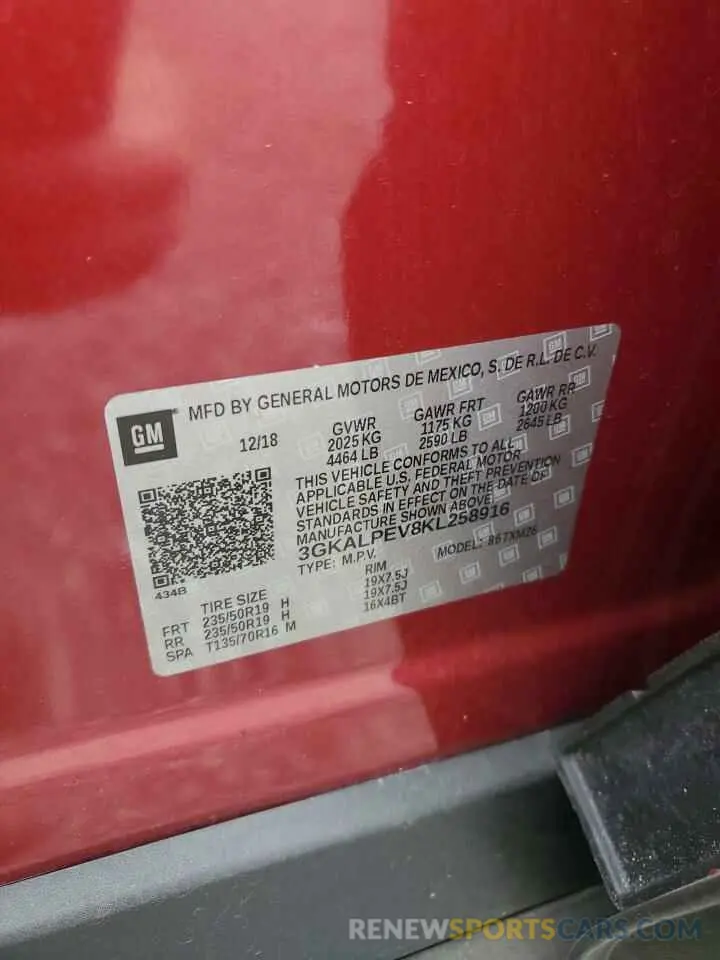 GM
MFD BY GENERAL MOTORS DE MEXICO, S. DE R.L. DE C.V.
12/18
GVWR
2025 KG
4464 LB
GAWR FRT
1175 KG
2590 LB
GAWR RR
1200 KG
2645 LB
THIS VEHICLE CONFORMS TO ALL
APPLICABLE U.S. FEDERAL MOTOR
VEHICLE SAFETY AND THEFT PREVENTION
STANDARDS IN EFFECT ON THE DATE OF
MANUFACTURE SHOWN ABOVE.
3GKALPEV8KL258916
TYPE: M.P.V. MODEL:
434B
TIRE SIZE RIM
FRT 235/50R19 H 19X7.5J
RR 235/50R19 H 19X7.5J
SPA T135/70R16 M 16X4BT
RENEWSPORTSCARS.COM